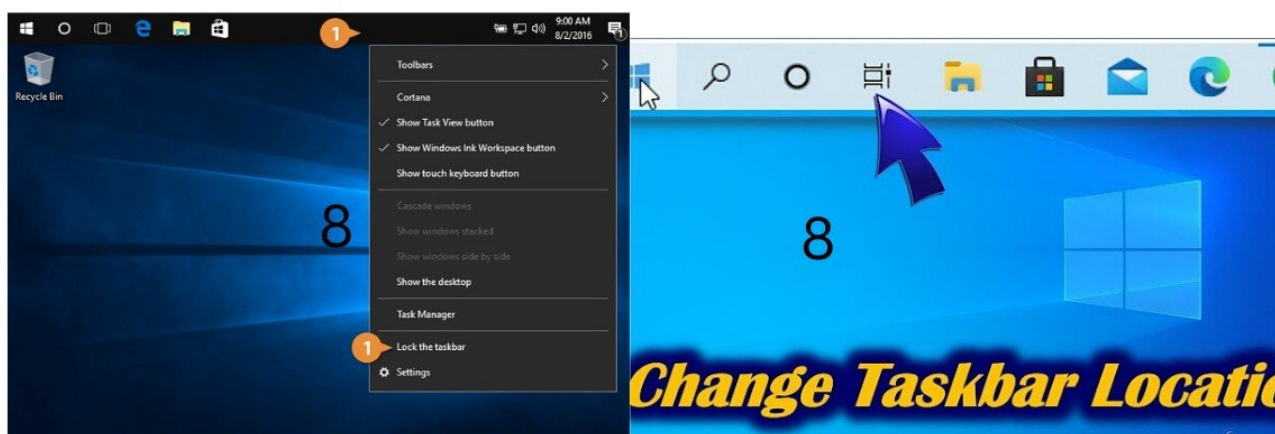 9:00 AM
8/2/2016
1
1
Recycle Bin
Toolbars
Cortana
Show Task View button
Show Windows Ink Workspace button
Show touch keyboard button
Cascade windows
Show windows stacked
Show windows side by side
Show the desktop
Task Manager
1
Lock the taskbar
Settings
8
8
Change Taskbar Locatio